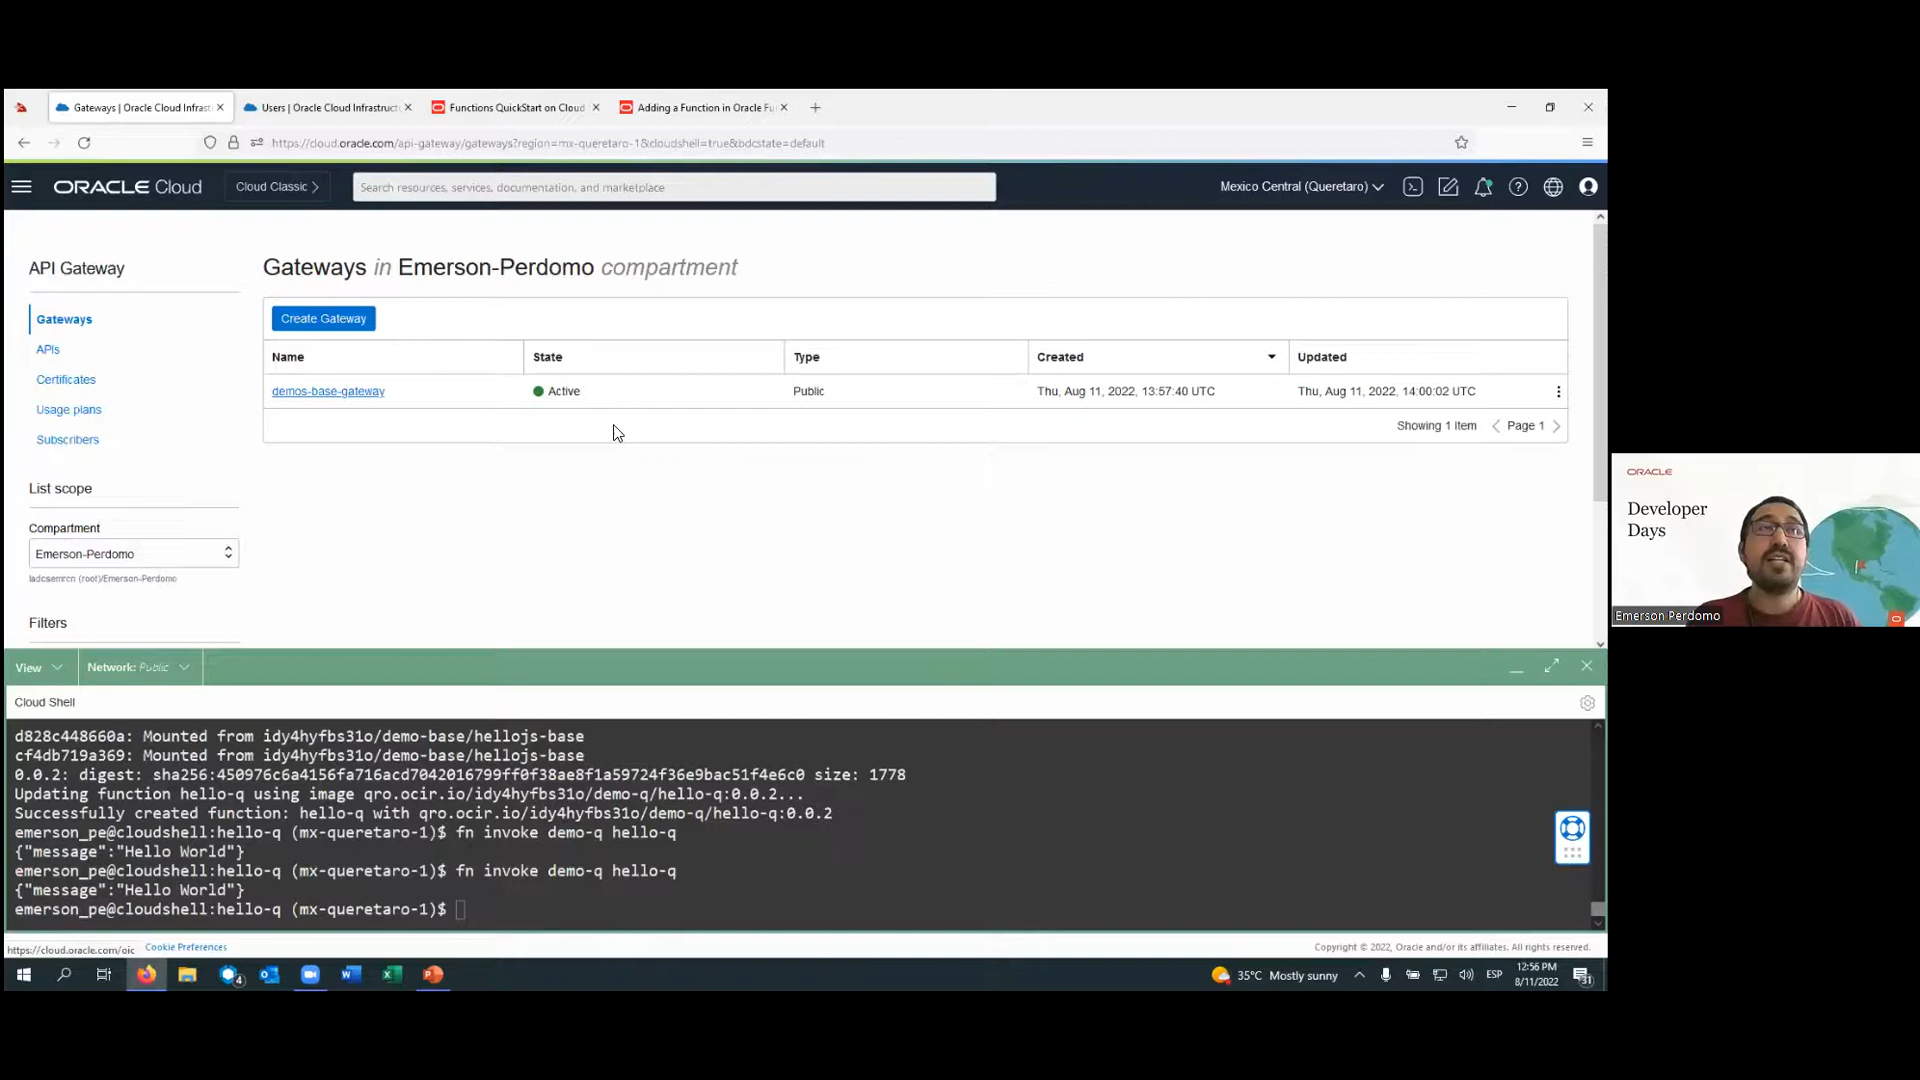 Gateways | Oracle Cloud Infrast
Users | Oracle Cloud Infrastruct
Functions QuickStart on Cloud
Adding a Function in Oracle Fu
https://cloud.oracle.com/api-gateway/gateways?region=mx-queretaro-1&cloudshell=true&bdcstate=default
ORACLE Cloud
Cloud Classic
Search resources, services, documentation, and marketplace
Mexico Central (Queretaro)
API Gateway
Gateways
APIs
Certificates
Usage plans
Subscribers
List scope
Compartment
Emerson-Perdomo
ladcsemrcn (root)/Emerson-Perdomo
Filters
Gateways in Emerson-Perdomo compartment
Create Gateway
Name State Type Created Updated
demos-base-gateway Active Public Thu, Aug 11, 2022, 13:57:40 UTC Thu, Aug 11, 2022, 14:00:02 UTC
Showing 1 Item Page 1
ORACLE
Developer
Days
Emerson Perdomo
View Network: Public
Cloud Shell
d828c448660a: Mounted from idy4hyfbs31o/demo-base/hellojs-base
cf4db719a369: Mounted from idy4hyfbs31o/demo-base/hellojs-base
0.0.2: digest: sha256:450976c6a4156fa716acd7042016799ff0f38ae8f1a59724f36e9bac51f4e6c0 size: 1778
Updating function hello-q using image qro.ocir.io/idy4hyfbs31o/demo-q/hello-q:0.0.2...
Successfully created function: hello-q with qro.ocir.io/idy4hyfbs31o/demo-q/hello-q:0.0.2
emerson_pe@cloudshell:hello-q (mx-queretaro-1)$ fn invoke demo-q hello-q
{"message":"Hello World"}
emerson_pe@cloudshell:hello-q (mx-queretaro-1)$ fn invoke demo-q hello-q
{"message":"Hello World"}
emerson_pe@cloudshell:hello-q (mx-queretaro-1)$
https://cloud.oracle.com/oic
Cookie Preferences
Copyright © 2022, Oracle and/or its affiliates. All rights reserved.
4
35°C Mostly sunny
ESP
12:56 PM
8/11/2022
31